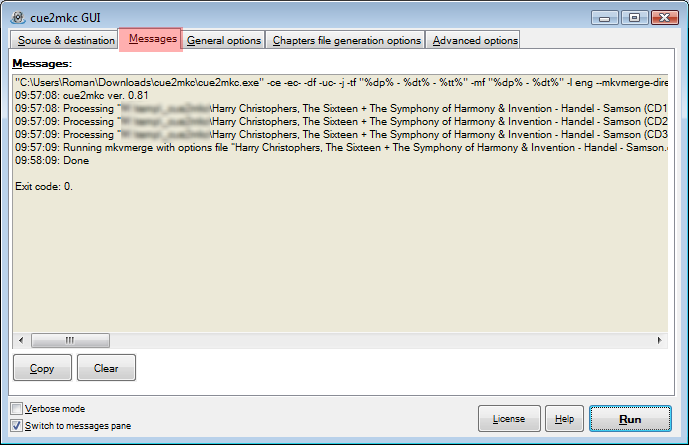 cue2mkc GUI
Source & destination
Messages
General options
Chapters file generation options
Advanced options
Messages:
"C:\Users\Roman\Downloads\cue2mkc\cue2mkc.exe" -ce -ec- -df -uc- -j -tf "%dp% - %dt% - %tt%" -mf "%dp% - %dt%" -l eng --mkvmerge-dire
09:57:08: cue2mkc ver. 0.81
09:57:08: Processing "\Harry Christophers, The Sixteen + The Symphony of Harmony & Invention - Handel - Samson (CD1
09:57:09: Processing "\Harry Christophers, The Sixteen + The Symphony of Harmony & Invention - Handel - Samson (CD2
09:57:09: Processing "\Harry Christophers, The Sixteen + The Symphony of Harmony & Invention - Handel - Samson (CD3
09:57:09: Running mkvmerge with options file "Harry Christophers, The Sixteen + The Symphony of Harmony & Invention - Handel - Samson.
09:58:09: Done
Exit code: 0.
Copy
Clear
Verbose mode
Switch to messages pane
License
Help
Run